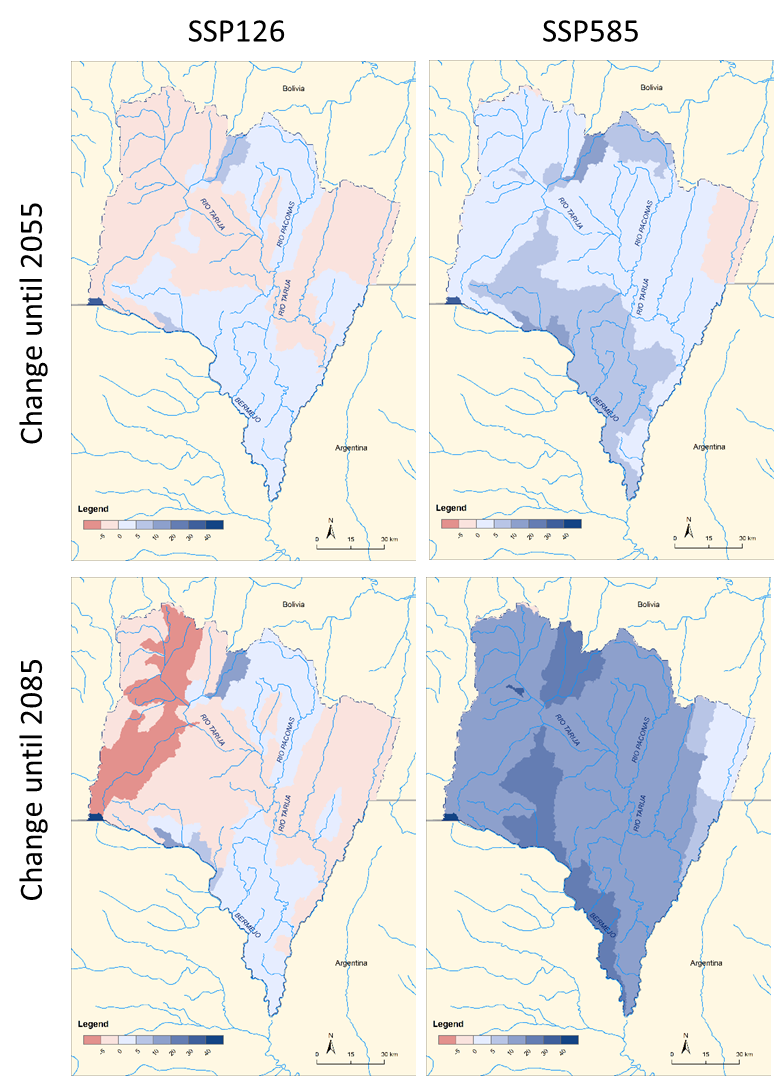 SSP126
SSP585
Change until 2055
Bolivia
RIO TARIJA
RIO PACONAS
RIO TARIJA
BERMEJO
Argentina
Legend
-5 0 5 10 20 30 40
N
0 15 30 km
Bolivia
RIO TARIJA
RIO PACONAS
RIO TARIJA
BERMEJO
Argentina
Legend
-5 0 5 10 20 30 40
N
0 15 30 km
Change until 2085
Bolivia
RIO TARIJA
RIO PACONAS
RIO TARIJA
BERMEJO
Argentina
Legend
-5 0 5 10 20 30 40
N
0 15 30 km
Bolivia
RIO TARIJA
RIO PACONAS
RIO TARIJA
BERMEJO
Argentina
Legend
-5 0 5 10 20 30 40
N
0 15 30 km